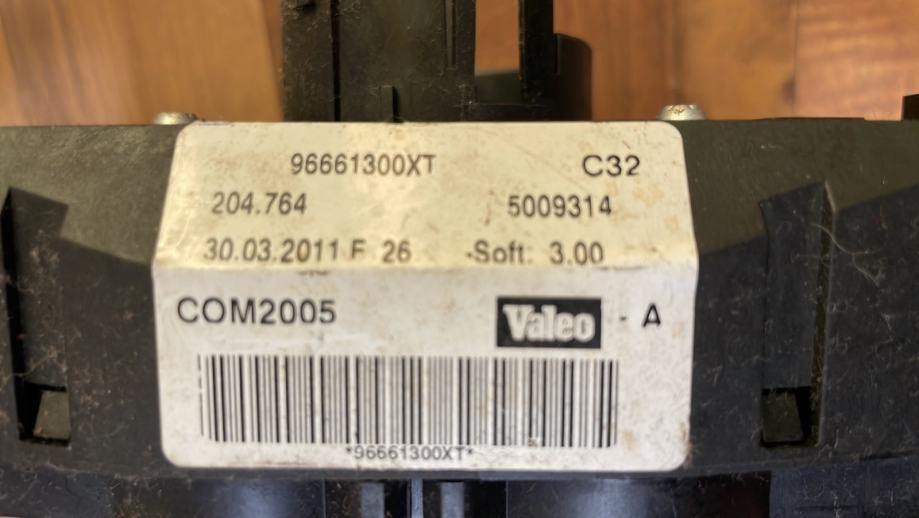 96661300XT C32
204.764 5009314
30.03.2011 F 26 -Soft: 3.00
COM2005 Valeo - A
*96661300XT*